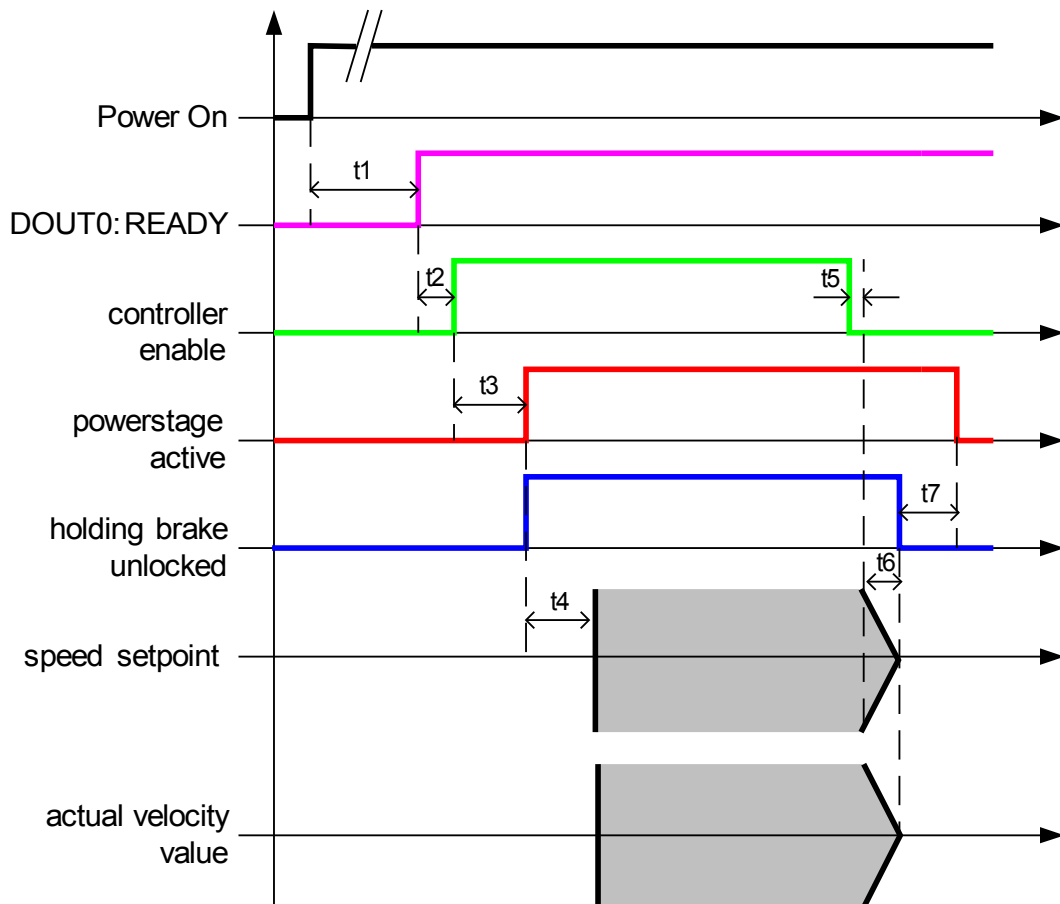 Power On
t1
DOUT0: READY
t2
t5
controller
enable
t3
powerstage
active
t7
holding brake
unlocked
t6
t4
speed setpoint
actual velocity
value